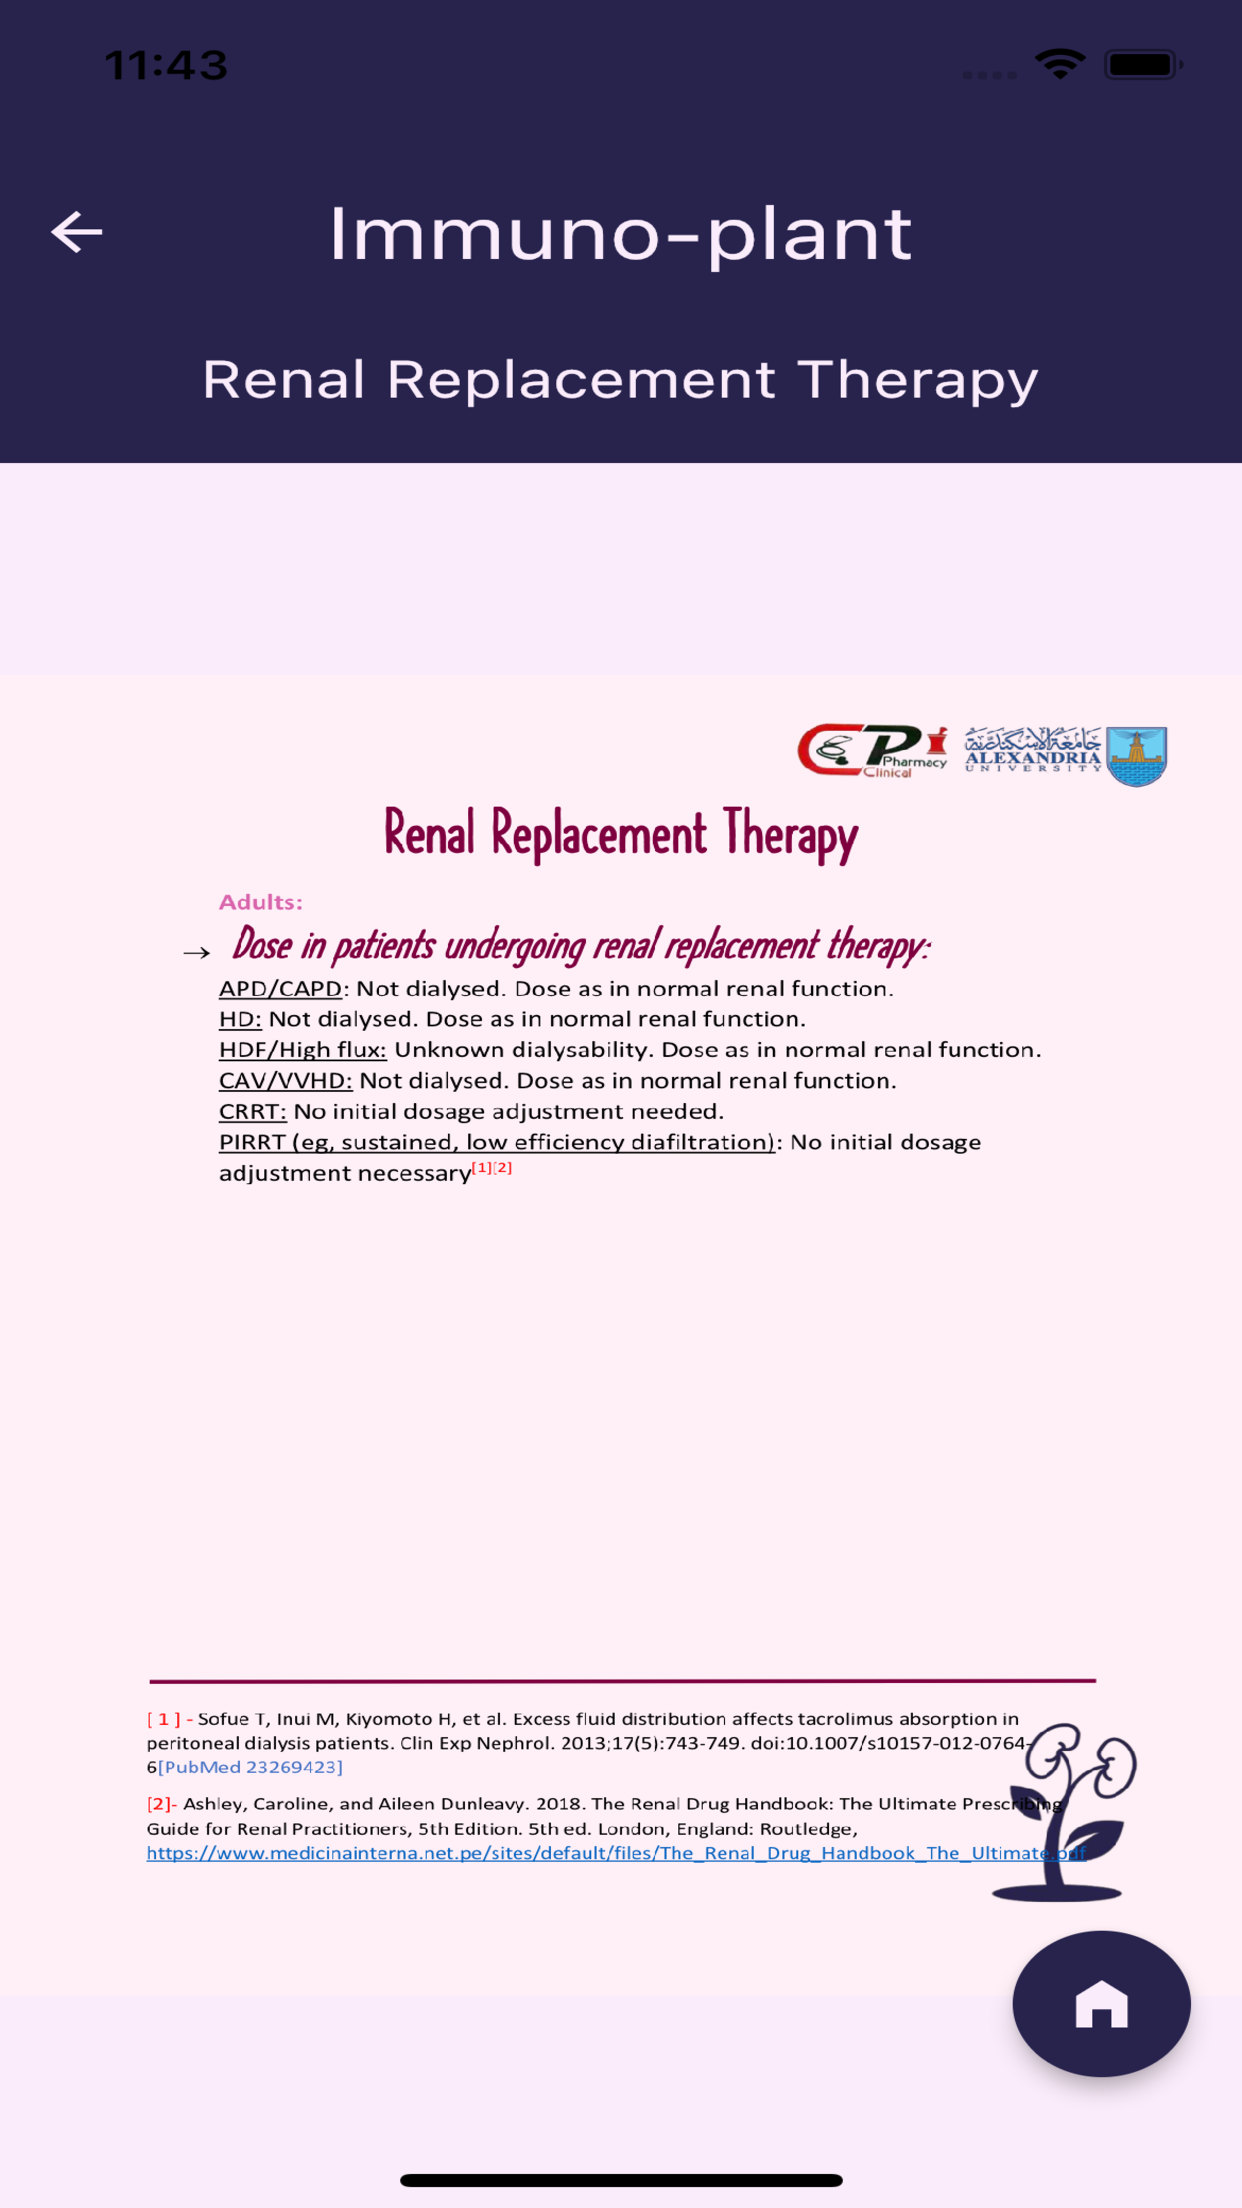 11:43
Immuno-plant
Renal Replacement Therapy
CP
Pharmacy
Clinical
جامعة الإسكندرية
ALEXANDRIA
UNIVERSITY
Renal Replacement Therapy
Adults:
→ Dose in patients undergoing renal replacement therapy:
APD/CAPD: Not dialysed. Dose as in normal renal function.
HD: Not dialysed. Dose as in normal renal function.
HDF/High flux: Unknown dialysability. Dose as in normal renal function.
CAV/VVHD: Not dialysed. Dose as in normal renal function.
CRRT: No initial dosage adjustment needed.
PIRRT (eg, sustained, low efficiency diafiltration): No initial dosage
adjustment necessary[1][2]
[ 1 ] - Sofue T, Inui M, Kiyomoto H, et al. Excess fluid distribution affects tacrolimus absorption in
peritoneal dialysis patients. Clin Exp Nephrol. 2013;17(5):743-749. doi:10.1007/s10157-012-0764-
6[PubMed 23269423]
[2]- Ashley, Caroline, and Aileen Dunleavy. 2018. The Renal Drug Handbook: The Ultimate Prescribing
Guide for Renal Practitioners, 5th Edition. 5th ed. London, England: Routledge,
https://www.medicinainterna.net.pe/sites/default/files/The_Renal_Drug_Handbook_The_Ultimate.pdf